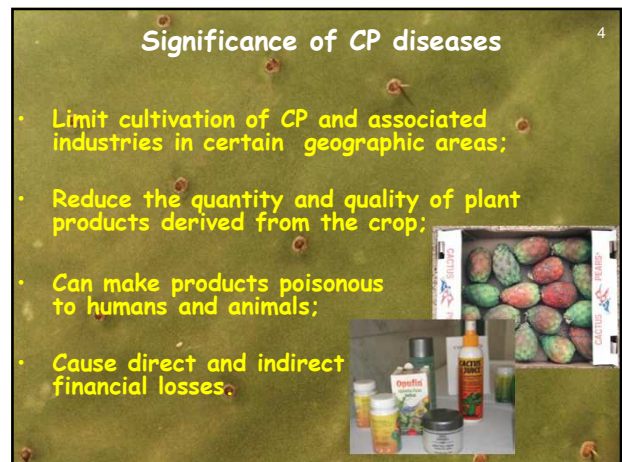 Significance of CP diseases
4
• Limit cultivation of CP and associated
industries in certain geographic areas;
• Reduce the quantity and quality of plant
products derived from the crop;
• Can make products poisonous
to humans and animals;
• Cause direct and indirect
financial losses.
CACTUS
PEARS
CACTUS
Opufin
CACTUS
JUICE